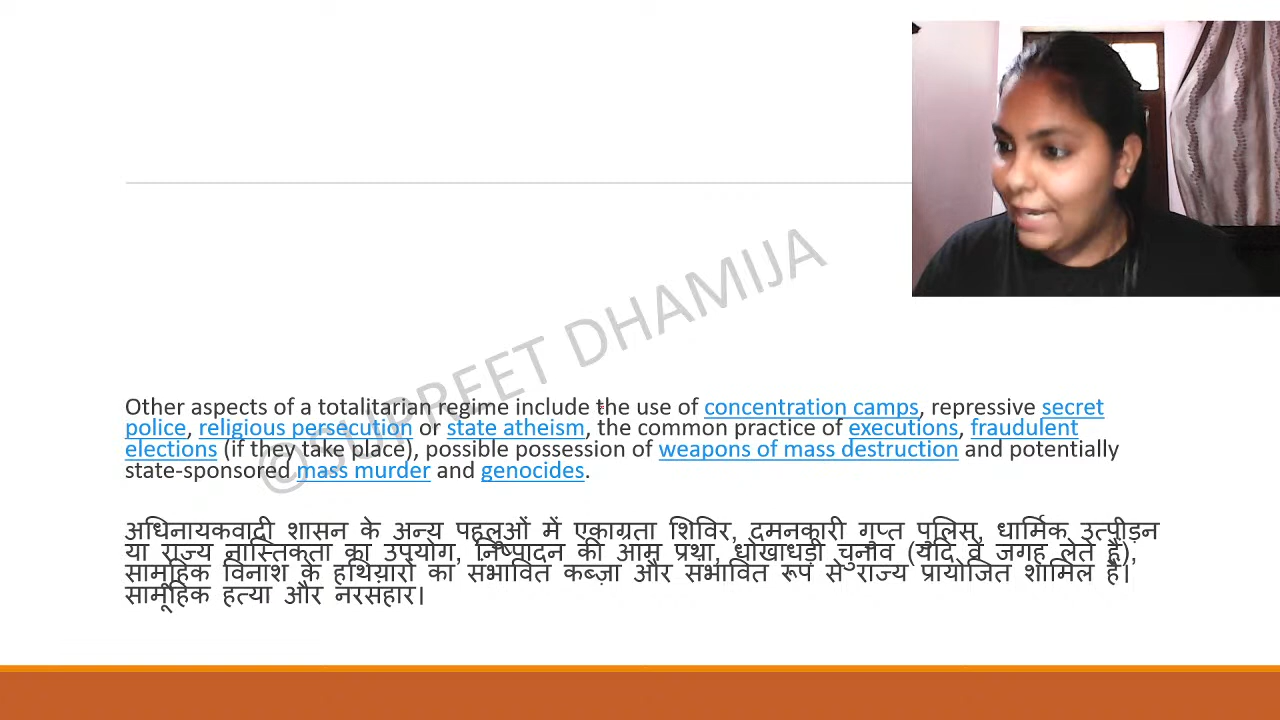 ©SUPREET DHAMIJA
Other aspects of a totalitarian regime include the use of concentration camps, repressive secret
police, religious persecution or state atheism, the common practice of executions, fraudulent
elections (if they take place), possible possession of weapons of mass destruction and potentially
state-sponsored mass murder and genocides.
अधिनायकवादी शासन के अन्य पहलुओं में एकाग्रता शिविर, दमनकारी गुप्त पुलिस, धार्मिक उत्पीड़न
या राज्य नास्तिकता का उपयोग, निष्पादन की आम प्रथा, धोखाधड़ी चुनाव (यदि वे जगह लेते हैं),
सामूहिक विनाश के हथियारों का संभावित कब्ज़ा और संभावित रूप से राज्य प्रायोजित शामिल हैं।
सामूहिक हत्या और नरसंहार।